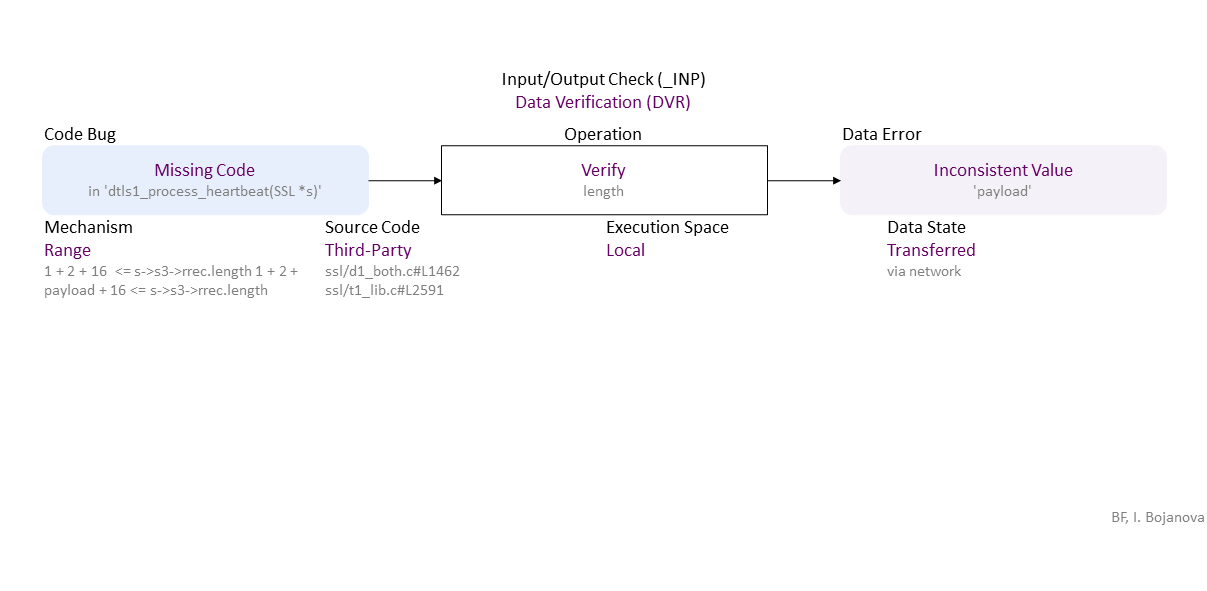 Input/Output Check (_INP)
Data Verification (DVR)
Code Bug
Operation
Data Error
Missing Code
in 'dtls1_process_heartbeat(SSL *s)'
Verify
length
Inconsistent Value
'payload'
Mechanism
Range
1 + 2 + 16 <= s->s3->rrec.length 1 + 2 +
payload + 16 <= s->s3->rrec.length
Source Code
Third-Party
ssl/d1_both.c#L1462
ssl/t1_lib.c#L2591
Execution Space
Local
Data State
Transferred
via network
BF, I. Bojanova